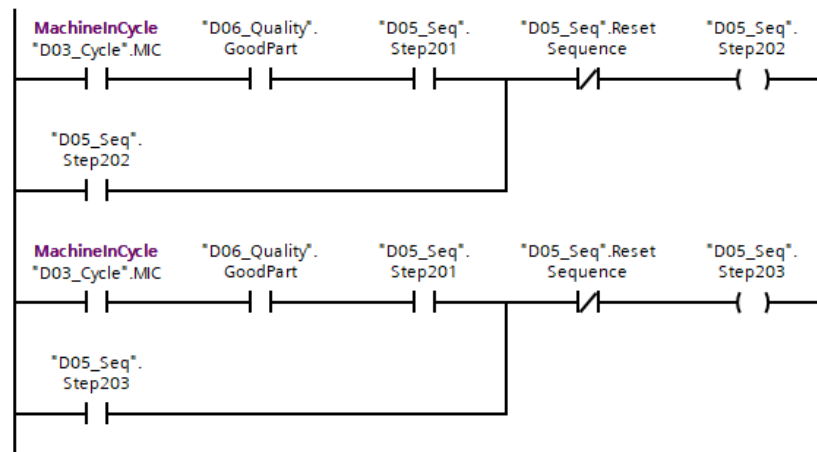 MachineInCycle
"D03_Cycle".MIC
"D06_Quality".
GoodPart
"D05_Seq".
Step201
"D05_Seq".Reset
Sequence
"D05_Seq".
Step202
"D05_Seq".
Step202
MachineInCycle
"D03_Cycle".MIC
"D06_Quality".
GoodPart
"D05_Seq".
Step201
"D05_Seq".Reset
Sequence
"D05_Seq".
Step203
"D05_Seq".
Step203